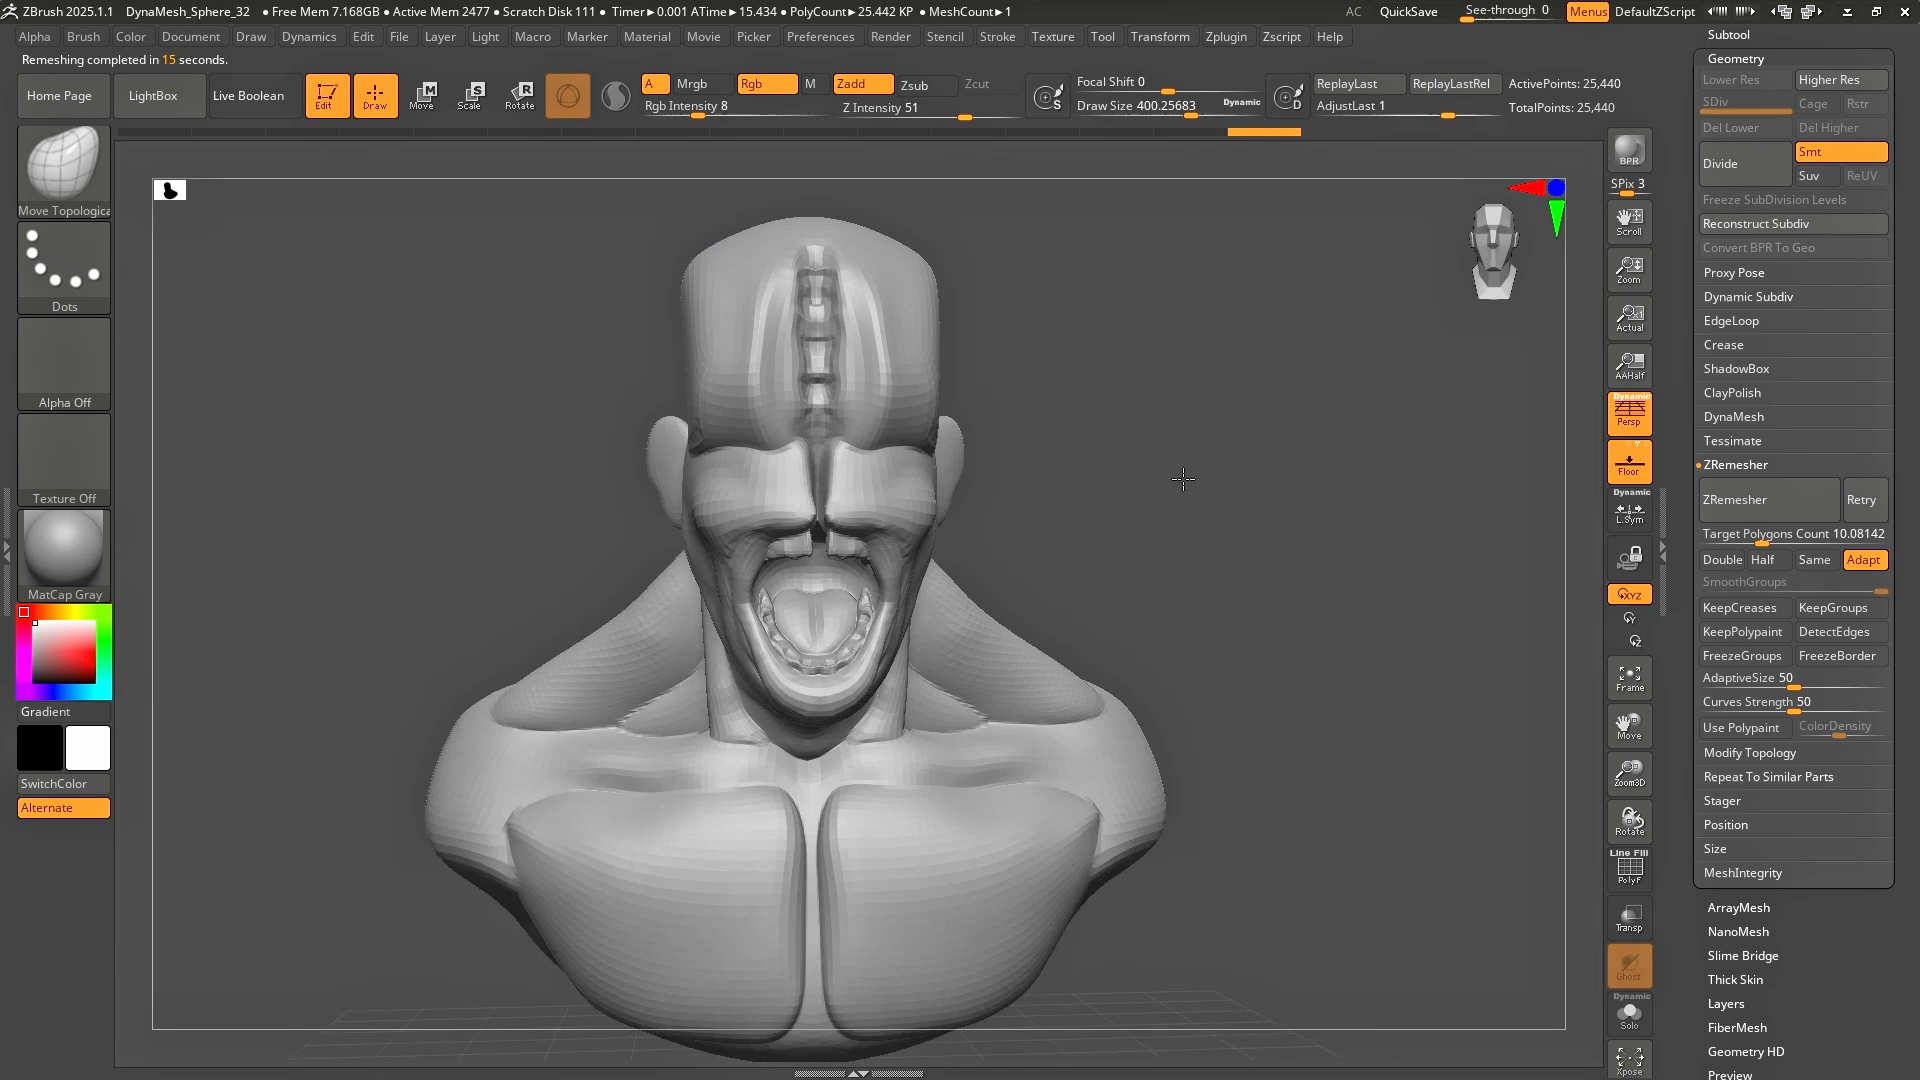 ZBrush 2025.1.1 DynaMesh_Sphere_32 ● Free Mem 7.168GB ● Active Mem 2477 ● Scratch Disk 111 ● Timer►0.001 ATime►15.434 ● PolyCount►25.442 KP ● MeshCount►1 AC QuickSave See-through 0 Menus DefaultZScript
Alpha Brush Color Document Draw Dynamics Edit File Layer Light Macro Marker Material Movie Picker Preferences Render Stencil Stroke Texture Tool Transform Zplugin Zscript Help
Remeshing completed in 15 seconds.
Home Page LightBox Live Boolean Edit Draw Move Scale Rotate
A Mrgb Rgb M Zadd Zsub Zcut
Rgb Intensity 8 Z Intensity 51
S
Focal Shift 0
Draw Size 400.25683 Dynamic
D
ReplayLast ReplayLastRel ActivePoints: 25,440
AdjustLast 1 TotalPoints: 25,440
Move Topologica
Dots
Alpha Off
Texture Off
MatCap Gray
Gradient
SwitchColor
Alternate
BPR
SPix 3
Scroll
Zoom
Actual
AAHalf
Dynamic
Persp
Floor
Dynamic
L.Sym
XYZ
Y
Z
Frame
Move
Zoom3D
Rotate
Line Fill
PolyF
Transp
Ghost
Dynamic
Solo
Xpose
Subtool
Geometry
Lower Res Higher Res
SDiv Cage Rstr
Del Lower Del Higher
Divide Smt
Suv ReUV
Freeze SubDivision Levels
Reconstruct Subdiv
Convert BPR To Geo
Proxy Pose
Dynamic Subdiv
EdgeLoop
Crease
ShadowBox
ClayPolish
DynaMesh
Tessimate
ZRemesher
ZRemesher Retry
Target Polygons Count 10.08142
Double Half Same Adapt
SmoothGroups
KeepCreases KeepGroups
KeepPolypaint DetectEdges
FreezeGroups FreezeBorder
AdaptiveSize 50
Curves Strength 50
Use Polypaint ColorDensity
Modify Topology
Repeat To Similar Parts
Stager
Position
Size
MeshIntegrity
ArrayMesh
NanoMesh
Slime Bridge
Thick Skin
Layers
FiberMesh
Geometry HD
Preview